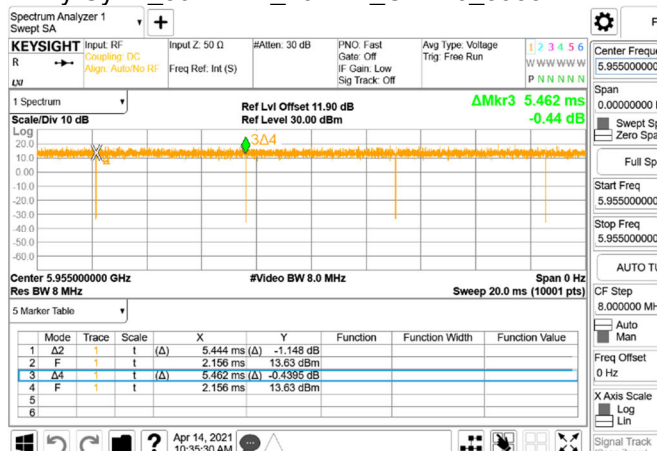 Spectrum Analyzer 1
Swept SA
+
KEYSIGHT Input: RF Input Z: 50 Ω #Atten: 30 dB PNO: Fast Avg Type: Voltage 1 2 3 4 5 6
R Coupling: DC Gate: Off Trig: Free Run W W W W W W
Align: Auto/No RF Freq Ref: Int (S) IF Gain: Low
Sig Track: Off P N N N N N
LXI
1 Spectrum
Ref Lvl Offset 11.90 dB ΔMkr3 5.462 ms
Scale/Div 10 dB Ref Level 30.00 dBm -0.44 dB
Log
3Δ4
20.0
10.0
0.00
-10.0
-20.0
-30.0
-40.0
-50.0
-60.0
Center 5.955000000 GHz #Video BW 8.0 MHz Span 0 Hz
Res BW 8 MHz Sweep 20.0 ms (10001 pts)
5 Marker Table
Mode Trace Scale X Y Function Function Width Function Value
1 Δ2 1 t (Δ) 5.444 ms (Δ) -1.148 dB
2 F 1 t 2.156 ms 13.63 dBm
3 Δ4 1 t (Δ) 5.462 ms (Δ) -0.4395 dB
4 F 1 t 2.156 ms 13.63 dBm
5
6
?
Apr 14, 2021
10:35:30 AM
F
Center Freque
5.955000000
Span
0.00000000
Swept Sp
Zero Spa
Full Sp
Start Freq
5.955000000
Stop Freq
5.955000000
AUTO TU
CF Step
8.000000 MH
Auto
Man
Freq Offset
0 Hz
X Axis Scale
Log
Lin
Signal Track